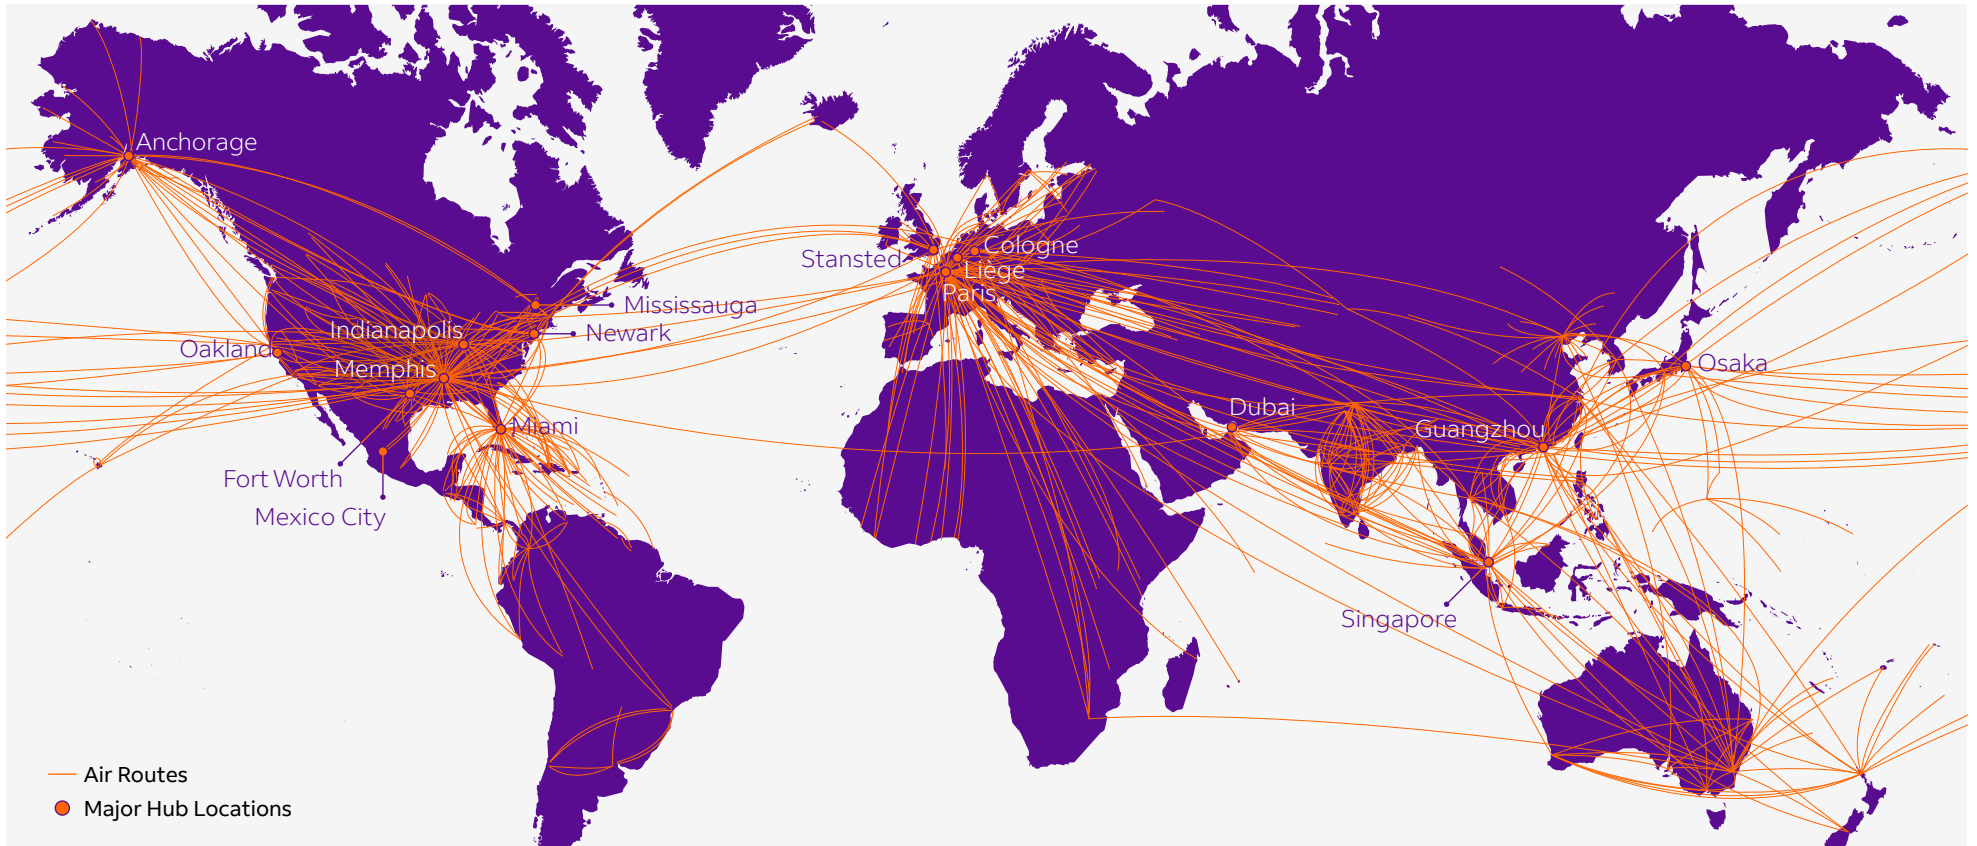 Anchorage
Cologne
Stansted
Liège
Paris
Mississauga
Indianapolis
Newark
Oakland
Memphis
Osaka
Dubai
Miami
Guangzhou
Fort Worth
Mexico City
Singapore
Air Routes
Major Hub Locations